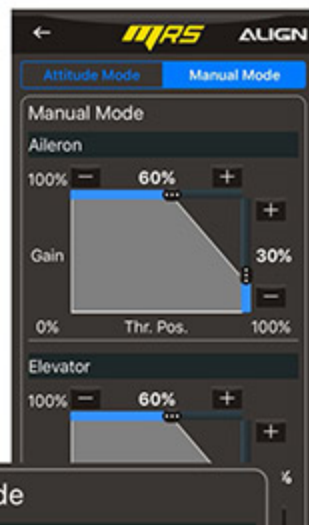 ← MRS ALIGN
Attitude Mode Manual Mode
Manual Mode
Aileron
100% − 60% +
+
Gain 30%
−
0% Thr. Pos. 100%
Elevator
100% − 60% +
+
%
de